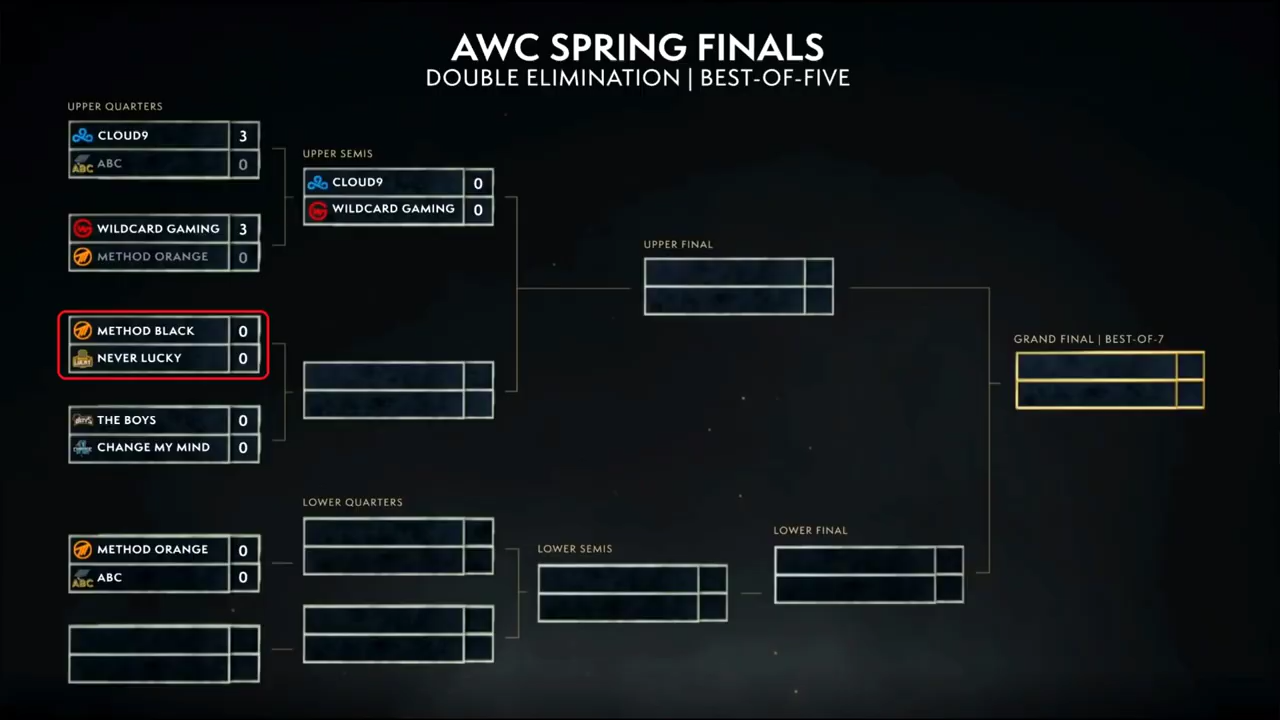 AWC SPRING FINALS
DOUBLE ELIMINATION | BEST-OF-FIVE
UPPER QUARTERS
CLOUD9 3
ABC ABC 0
WILDCARD GAMING 3
METHOD ORANGE 0
METHOD BLACK 0
NEVER LUCKY 0
THE BOYS 0
CHANGE MY MIND 0
METHOD ORANGE 0
ABC ABC 0
UPPER SEMIS
CLOUD9 0
WILDCARD GAMING 0
LOWER QUARTERS
LOWER SEMIS
UPPER FINAL
LOWER FINAL
GRAND FINAL | BEST-OF-7